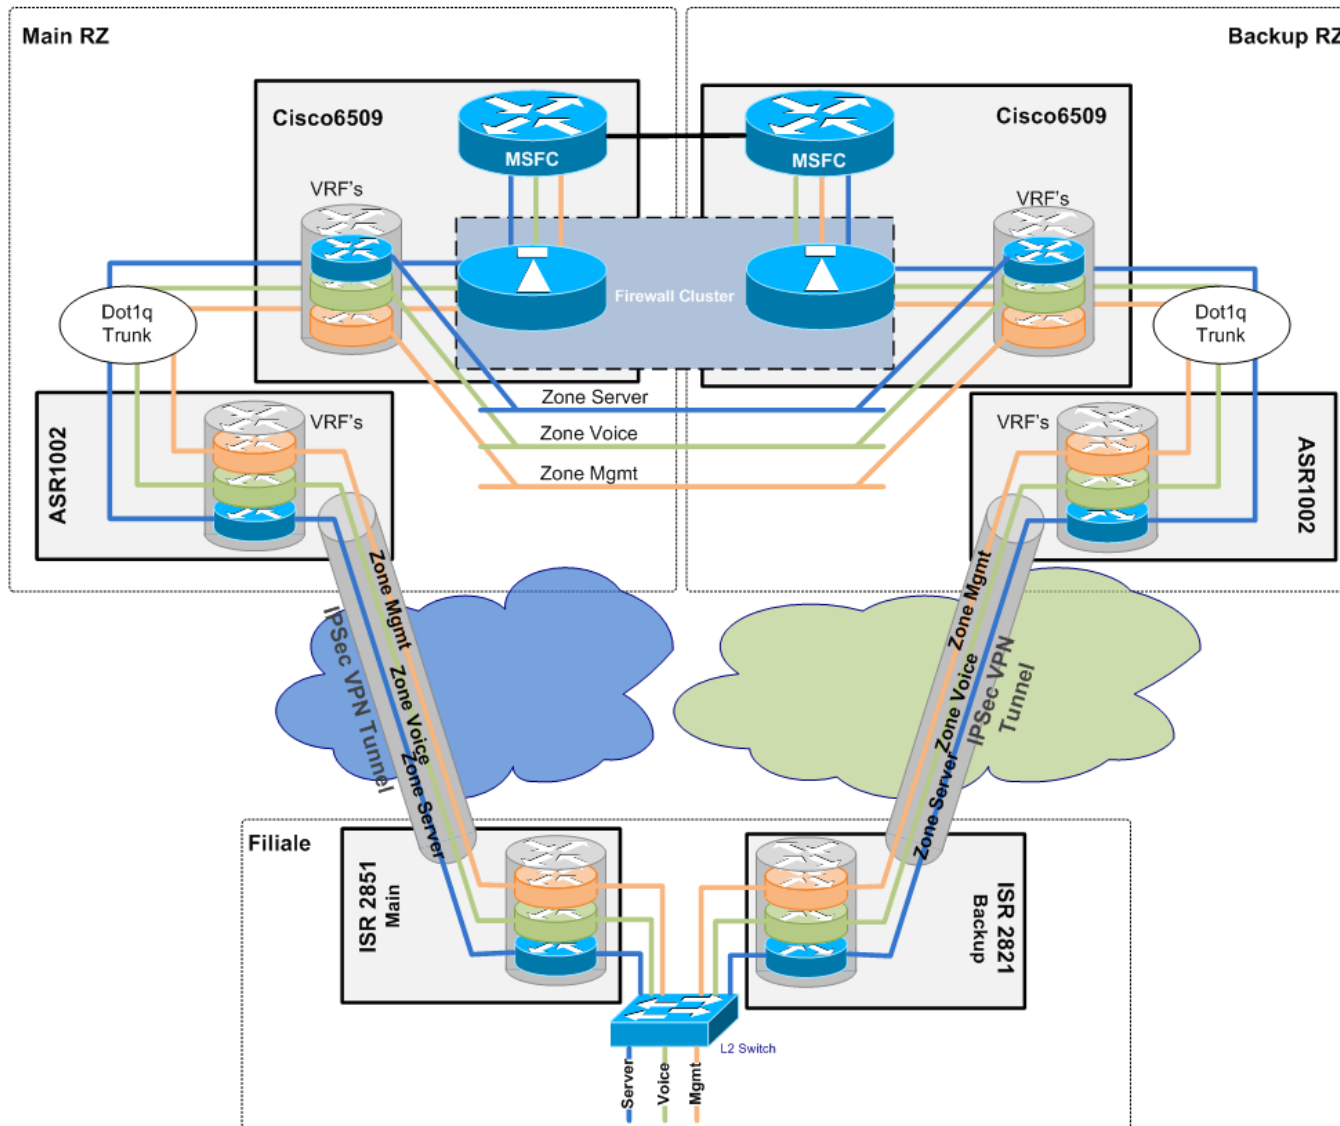 Main RZ
Backup RZ
Cisco6509
MSFC
VRF's
Cisco6509
MSFC
VRF's
Firewall Cluster
Dot1q
Trunk
Dot1q
Trunk
Zone Server
Zone Voice
Zone Mgmt
ASR1002
VRF's
VRF's
ASR1002
Zone Mgmt
Zone Voice
Zone Server
IPSec VPN Tunnel
Zone Mgmt
Zone Voice
Zone Server
IPSec VPN
Tunnel
Filiale
ISR 2851
Main
ISR 2821
Backup
L2 Switch
Server
Voice
Mgmt